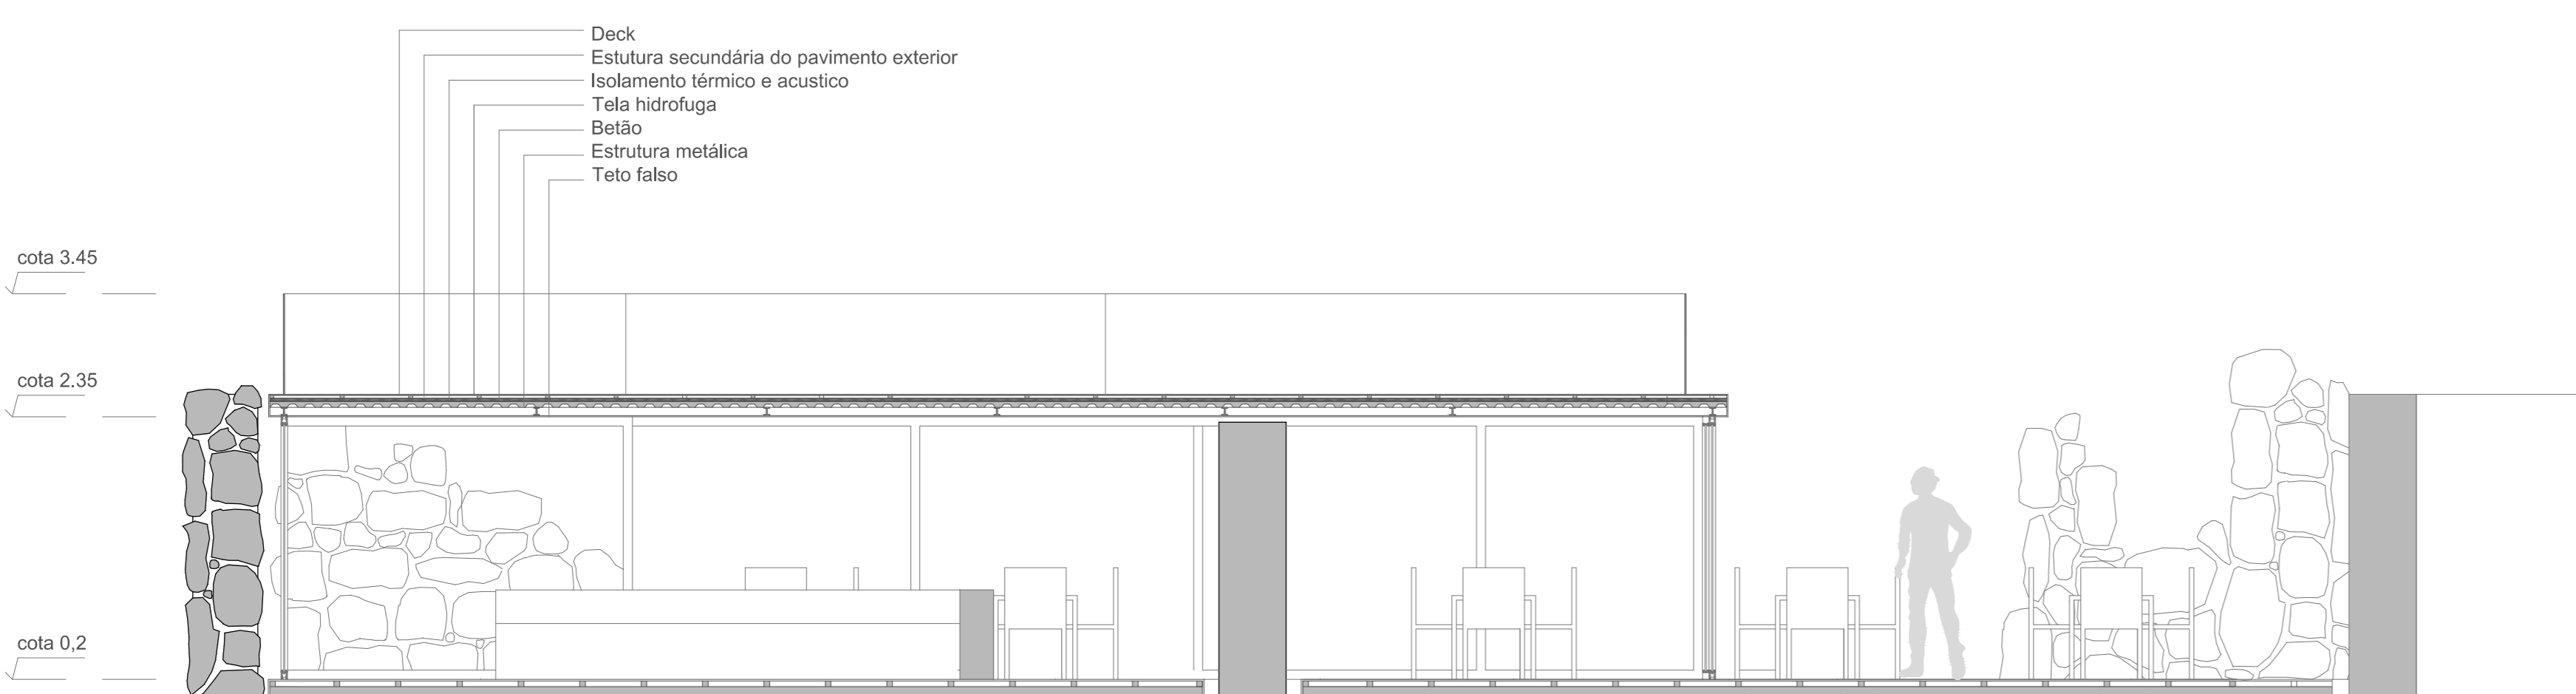 Deck
Estutura secundária do pavimento exterior
Isolamento térmico e acustico
Tela hidrofuga
Betão
Estrutura metálica
Teto falso
cota 3.45
cota 2.35
cota 0,2